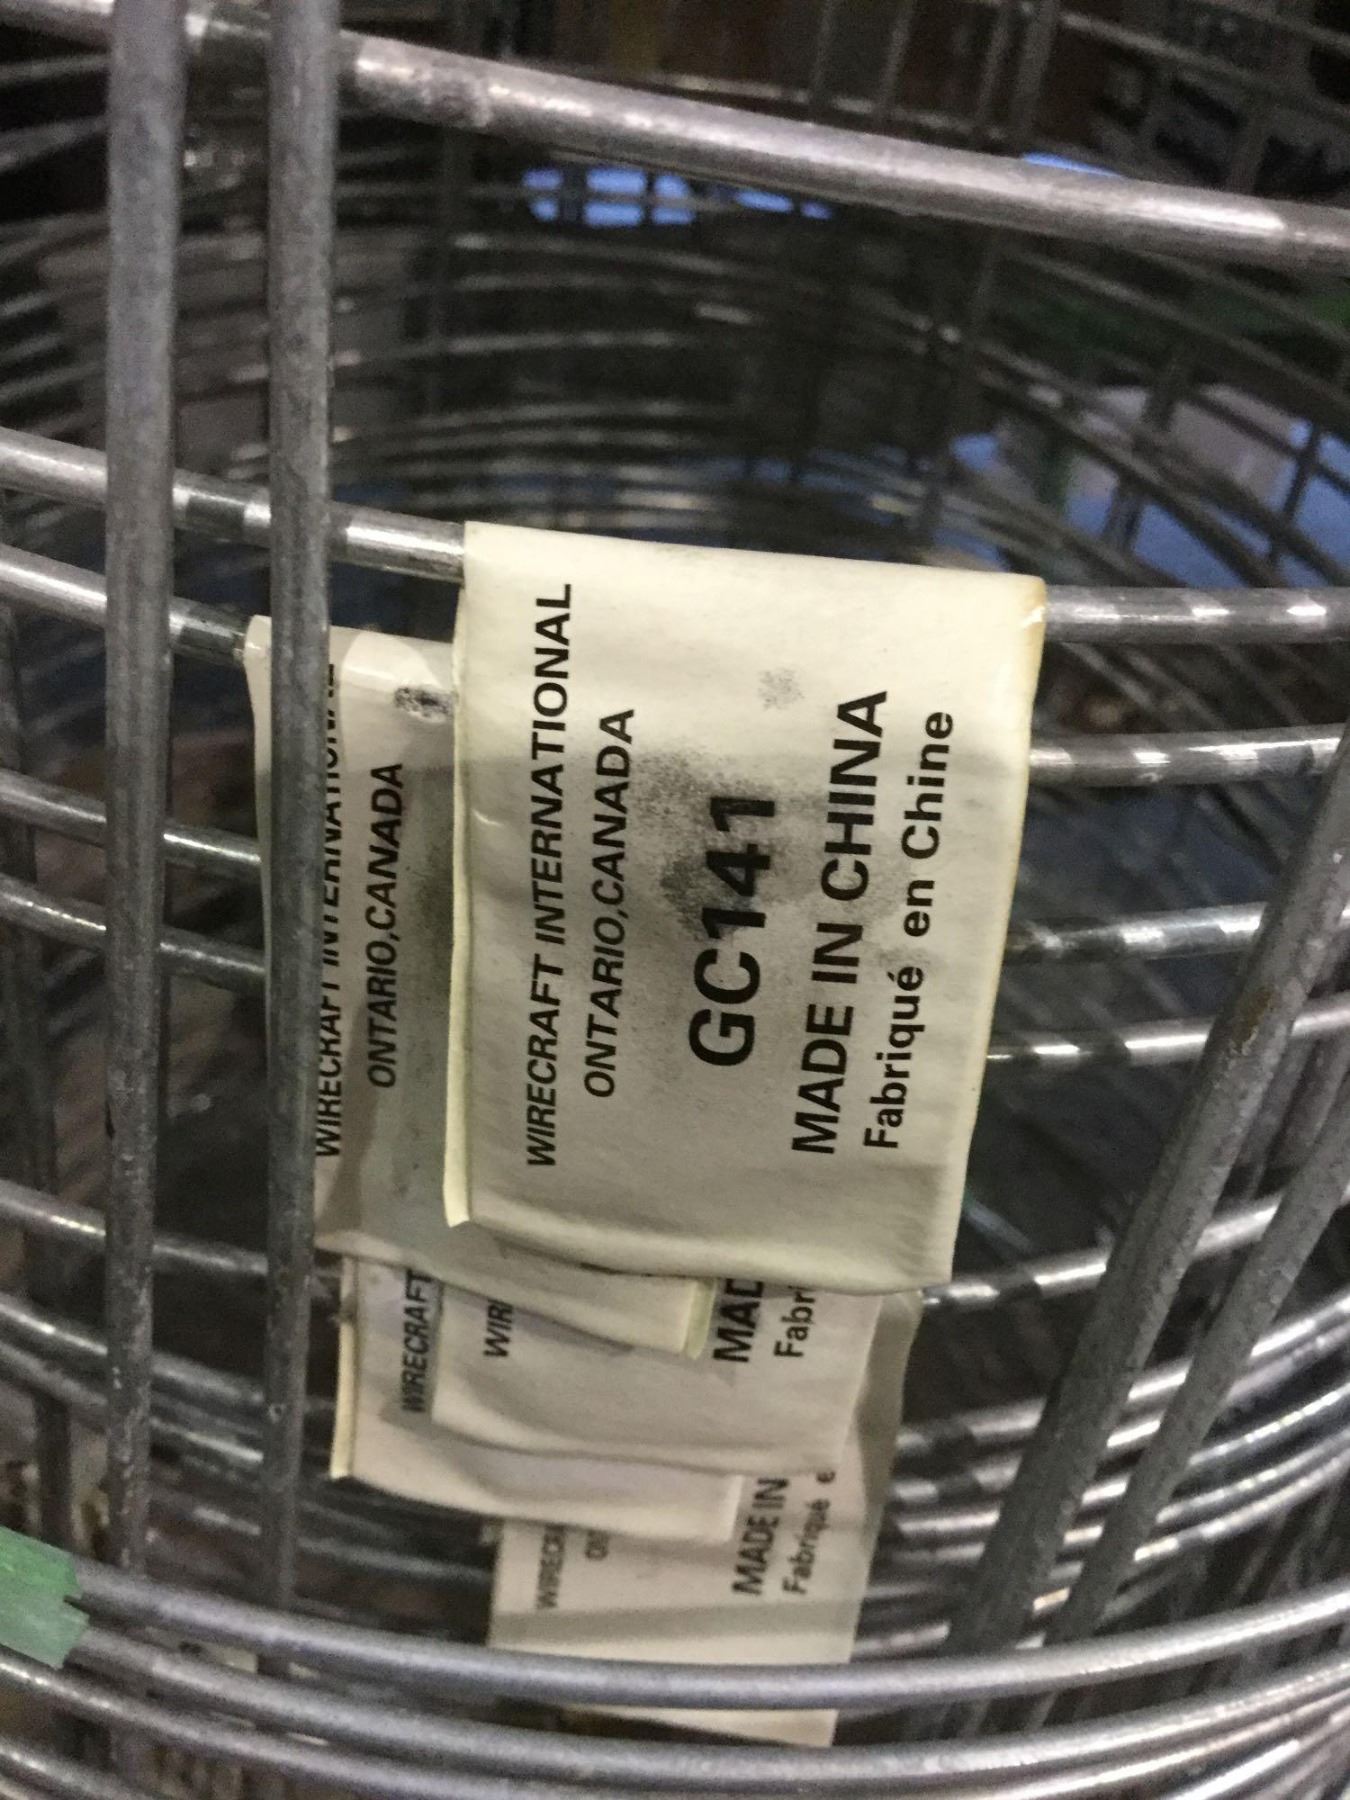 WIRECRAFT INTERNATIONAL
ONTARIO,CANADA
GC141
MADE IN CHINA
Fabriqué en Chine
WIRECRAFT INTERNATIONAL
ONTARIO,CANADA
WIRECRAFT
WIR
MAD
Fabri
MADE IN
Fabriqué e